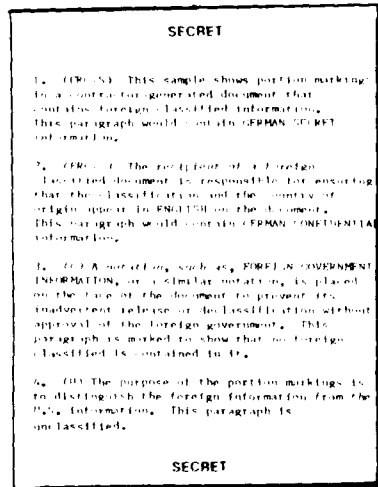 SECRET
1. (FRG-S) This sample shows portion markings
in a contractor-generated document that
contains foreign classified information.
This paragraph would contain GERMAN SECRET
information.
2. The recipient of a foreign
classified document is responsible for ensuring
that the classification and the country of
origin appear in ENGLISH on the document.
This paragraph would contain GERMAN CONFIDENTIAL
information.
3. (C) A notation, such as, FOREIGN GOVERNMENT
INFORMATION, or a similar notation, is placed
on the face of the document to prevent its
inadvertent release or declassification without
approval of the foreign government. This
paragraph is marked to show that no foreign
classified is contained in it.
4. (U) The purpose of the portion markings is
to distinguish the foreign information from the
U.S. information. This paragraph is
unclassified.
SECRET